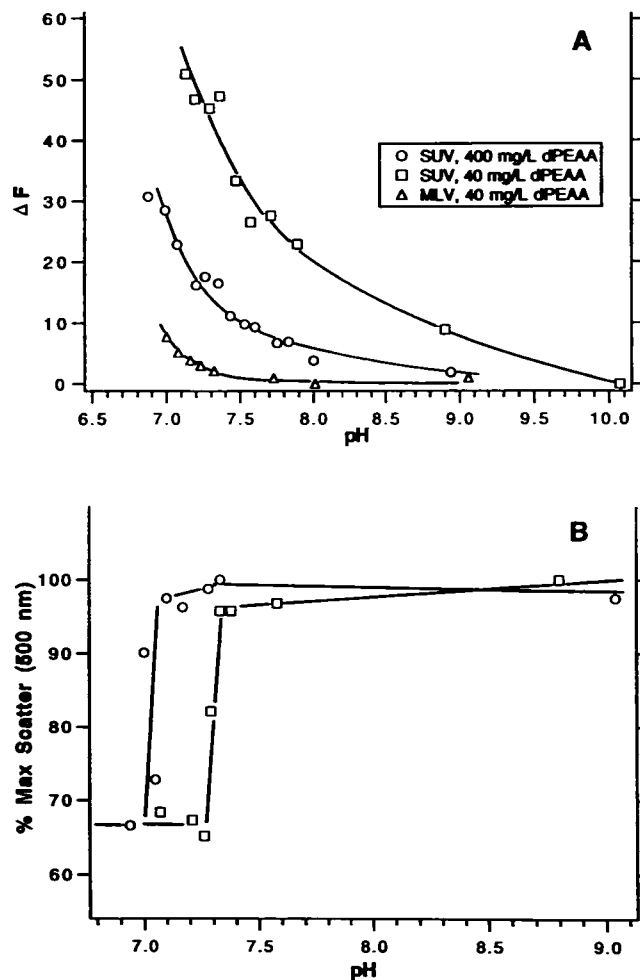 60
A
50
40
SUV, 400 mg/L dPEAA
SUV, 40 mg/L dPEAA
MLV, 40 mg/L dPEAA
Δ F
30
20
10
0
6.5 7.0 7.5 8.0 8.5 9.0 9.5 10.0
pH
B
100
90
% Max Scatter (500 nm)
80
70
60
7.0 7.5 8.0 8.5 9.0
pH